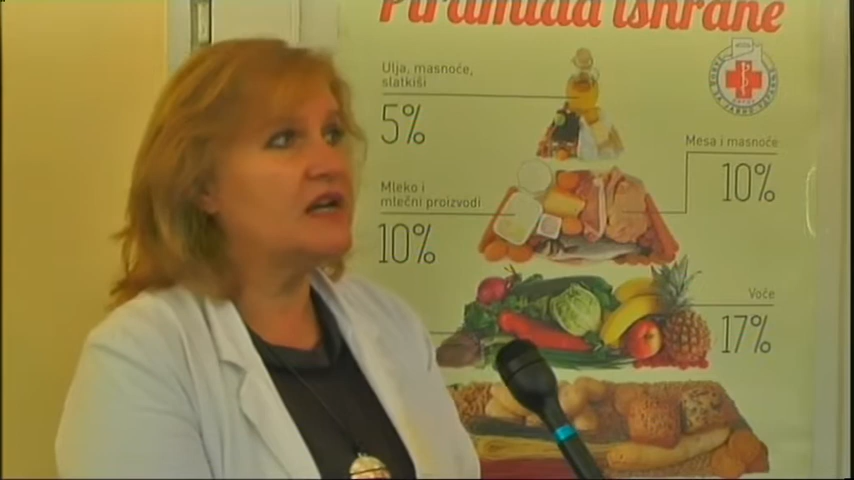 Piramida ishrane
Ulja, masnoće,
slatkiši
5%
Mesa i masnoće
10%
Mleko i
mlečni proizvodi
10%
Voće
17%